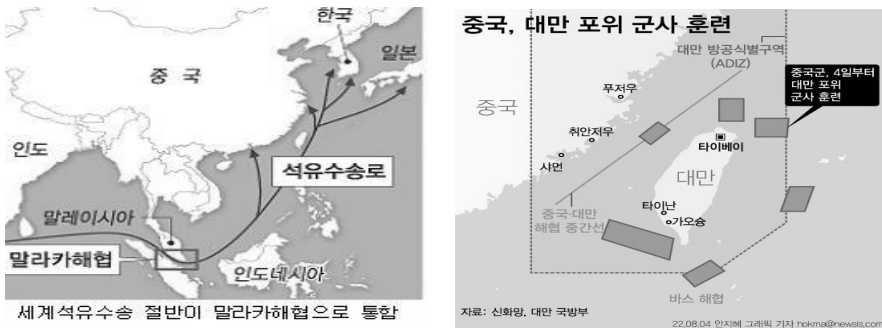 한국
일본
중 국
인도
석유수송로
말레이시아
말라카해협
인도네시아
세계석유수송 절반이 말라카해협으로 통합
중국, 대만 포위 군사 훈련
대만 방공식별구역
(ADIZ)
중국군, 4일부터
대만 포위
군사 훈련
중국
푸저우
취안저우
샤먼
타이베이
대만
타이난
가오슝
중국·대만
해협 중간선
바스 해협
자료: 신화망, 대만 국방부
22.08.04 안지혜 그래픽 기자 hokma@newsis.com